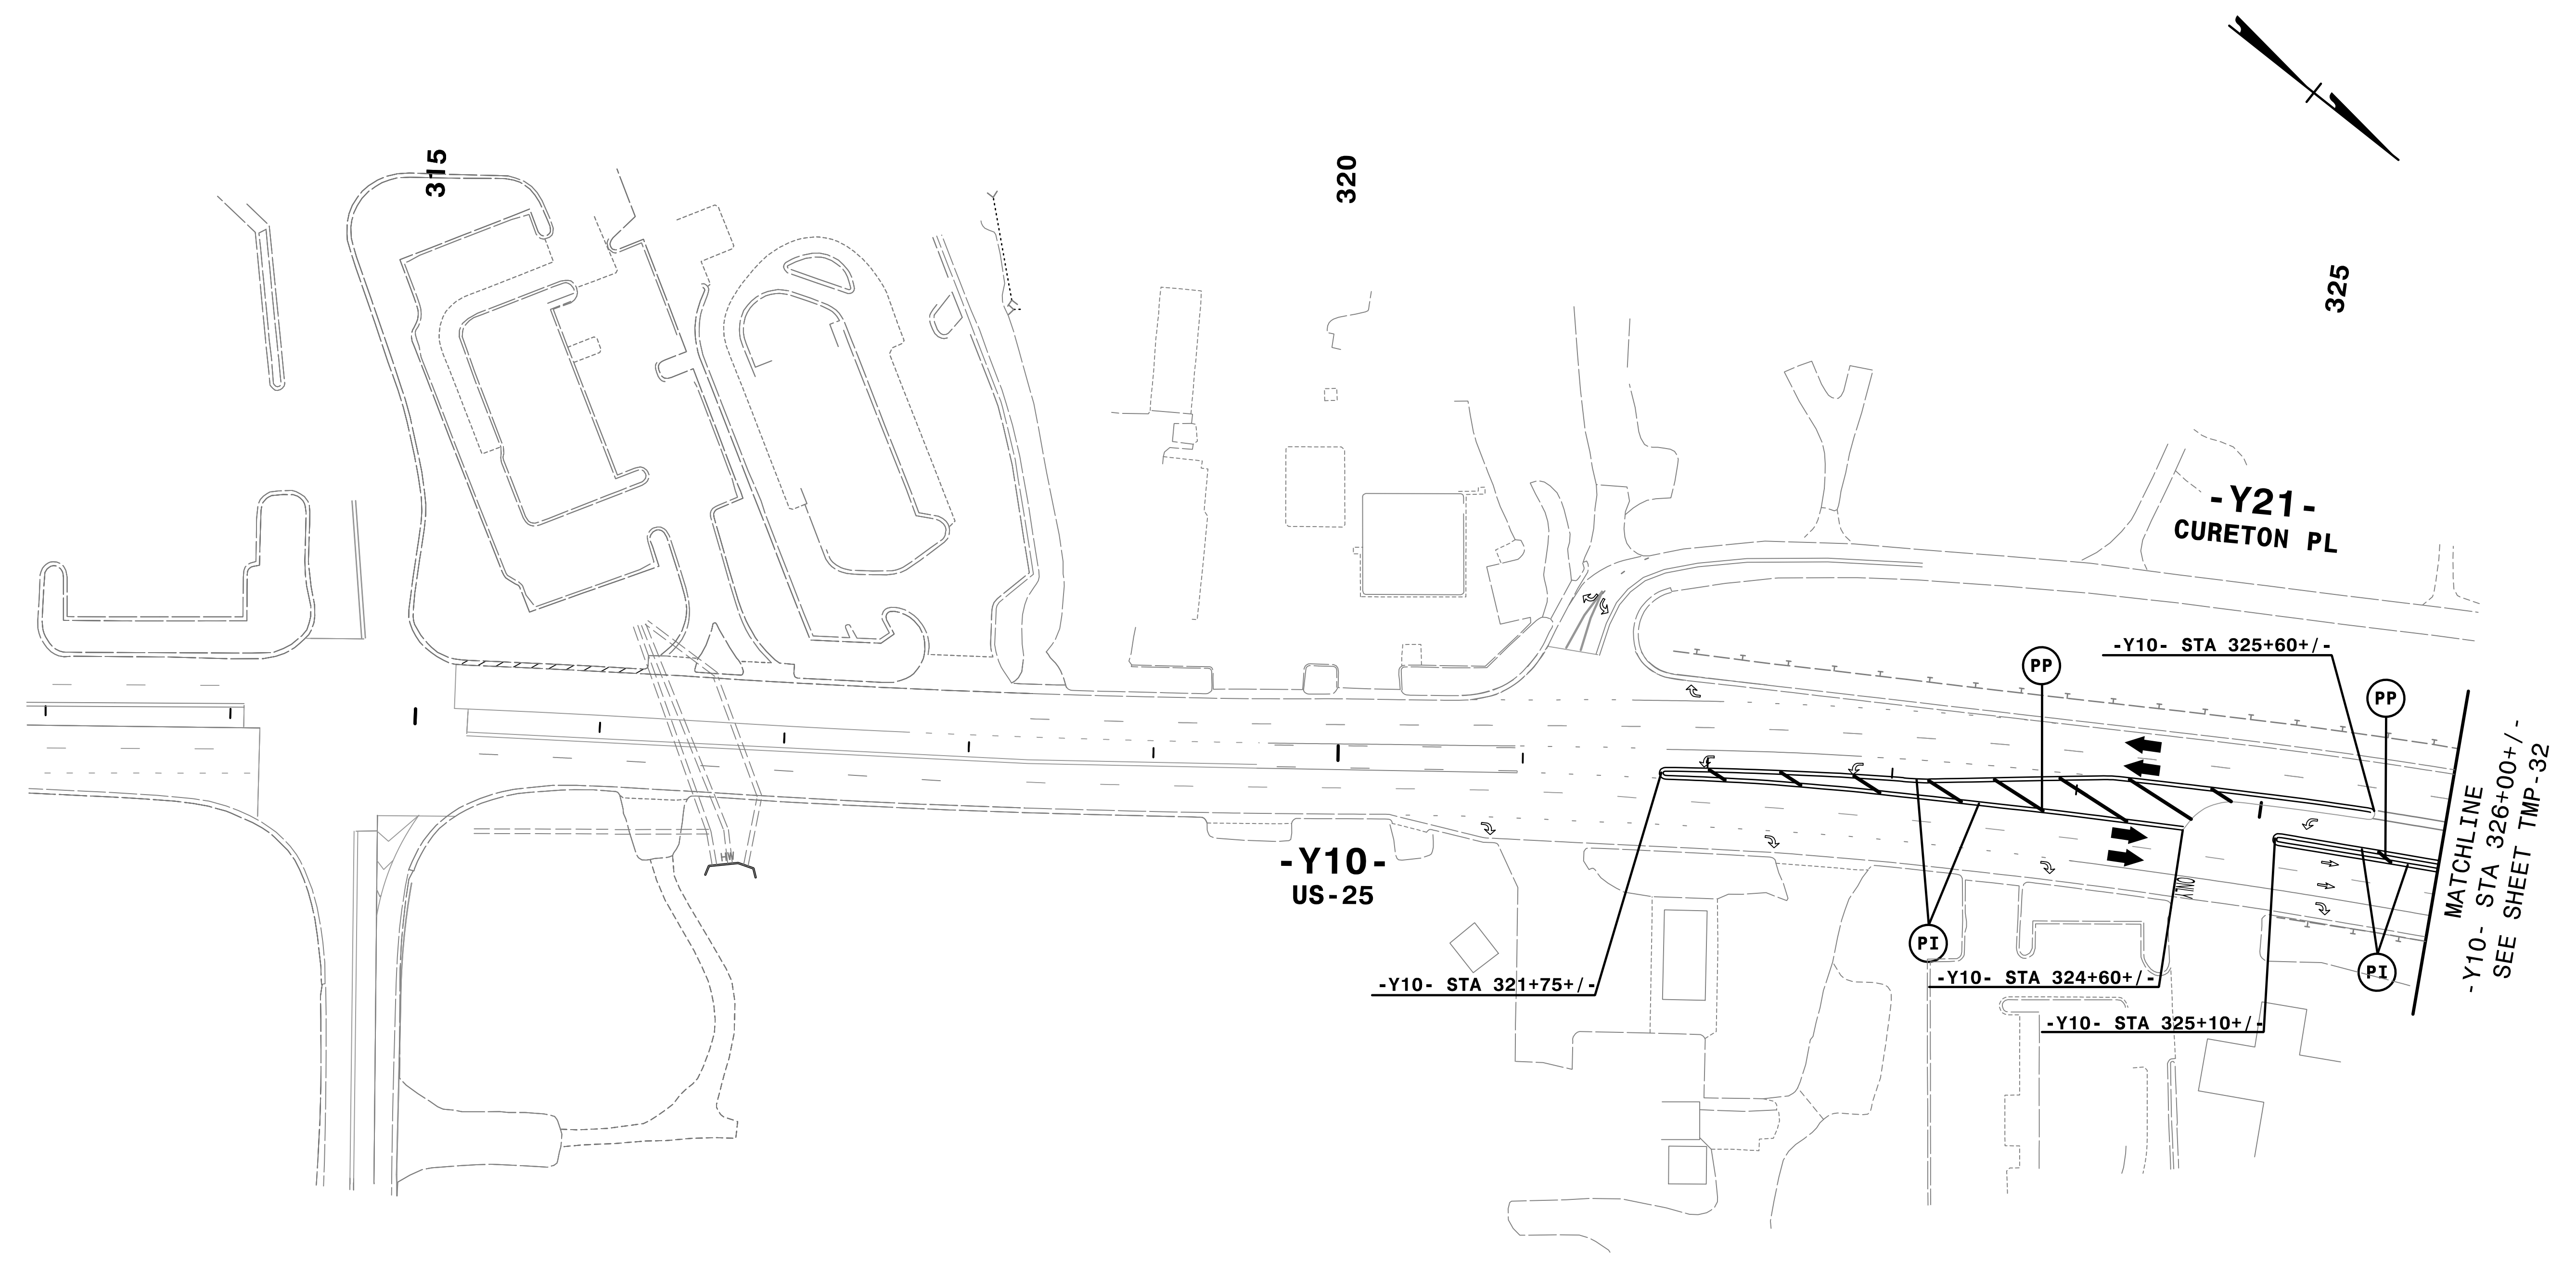 315
320
325
-Y21-
CURETON PL
-Y10- STA 325+60+/-
PP
PP
MATCHLINE
-Y10- STA 326+00+/-
SEE SHEET TMP-32
HW
-Y10-
US-25
ONLY
PI
PI
-Y10- STA 321+75+/-
-Y10- STA 324+60+/-
-Y10- STA 325+10+/-